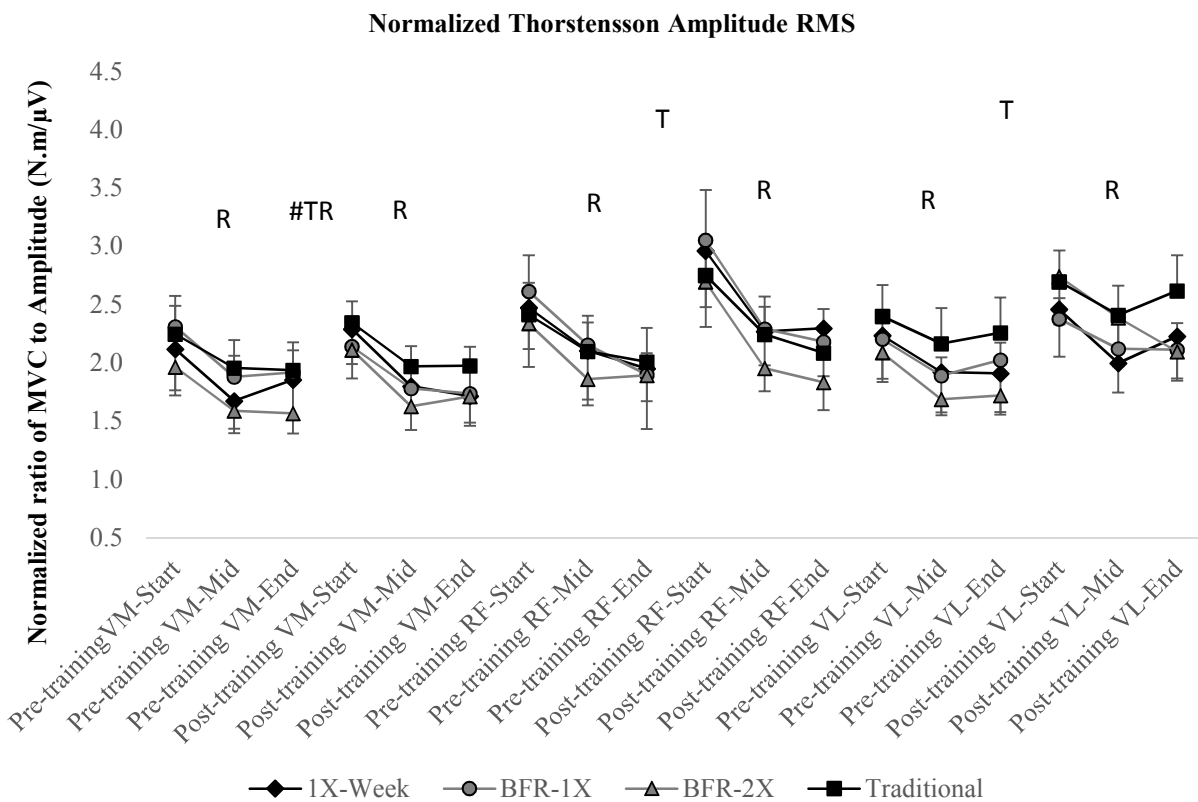 Normalized Thorstensson Amplitude RMS
Normalized ratio of MVC to Amplitude (N.m/µV)
4.5
4.0
3.5
3.0
2.5
2.0
1.5
1.0
0.5
T
T
R
#TR
R
R
R
R
R
Pre-trainingVM-Start
Pre-training VM-Mid
Pre-training VM-End
Post-training VM-Start
Post-training VM-Mid
Post-training VM-End
Pre-training RF-Start
Pre-training RF-Mid
Pre-training RF-End
Post-training RF-Start
Post-training RF-Mid
Post-training RF-End
Pre-training VL-Start
Pre-training VL-Mid
Pre-training VL-End
Post-training VL-Start
Post-training VL-Mid
Post-training VL-End
1X-Week BFR-1X BFR-2X Traditional